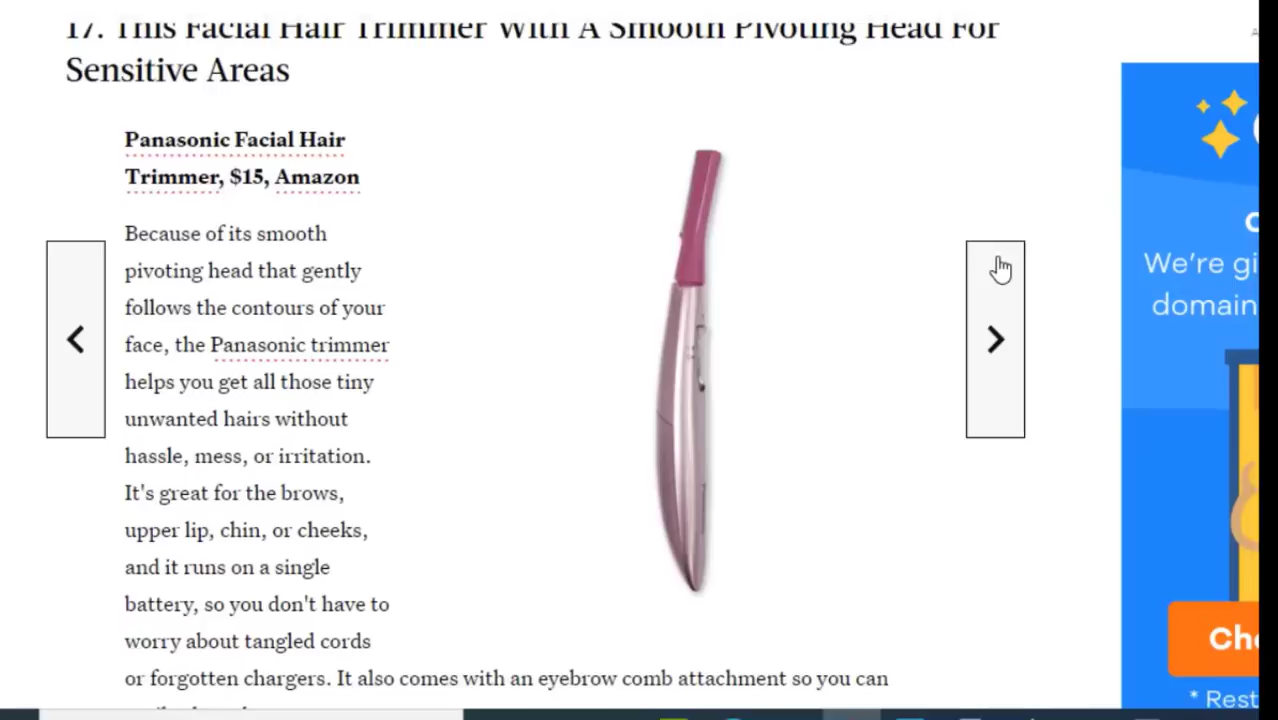 17. This Facial Hair Trimmer With A Smooth Pivoting Head For
Sensitive Areas
Panasonic Facial Hair
Trimmer, $15, Amazon
Because of its smooth
pivoting head that gently
follows the contours of your
face, the Panasonic trimmer
helps you get all those tiny
unwanted hairs without
hassle, mess, or irritation.
It's great for the brows,
upper lip, chin, or cheeks,
and it runs on a single
battery, so you don't have to
worry about tangled cords
or forgotten chargers. It also comes with an eyebrow comb attachment so you can
We're gi
domain
Che
* Rest